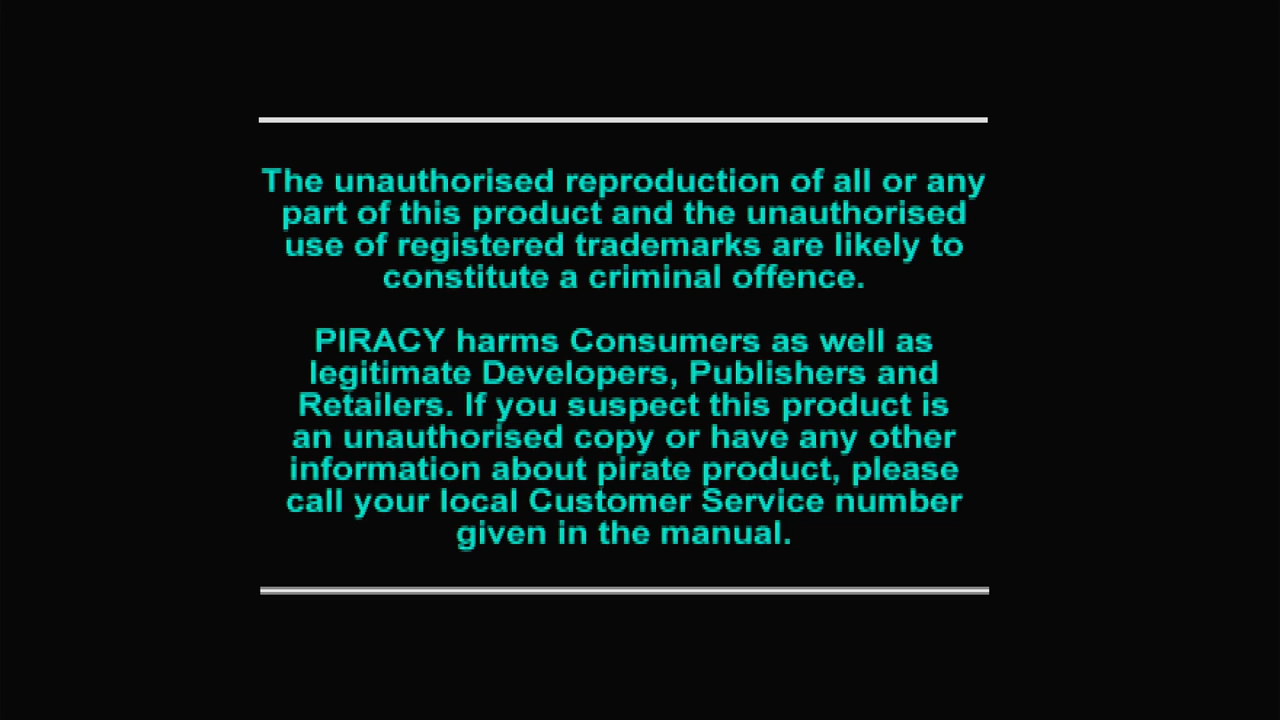 The unauthorised reproduction of all or any
part of this product and the unauthorised
use of registered trademarks are likely to
constitute a criminal offence.
PIRACY harms Consumers as well as
legitimate Developers, Publishers and
Retailers. If you suspect this product is
an unauthorised copy or have any other
information about pirate product, please
call your local Customer Service number
given in the manual.